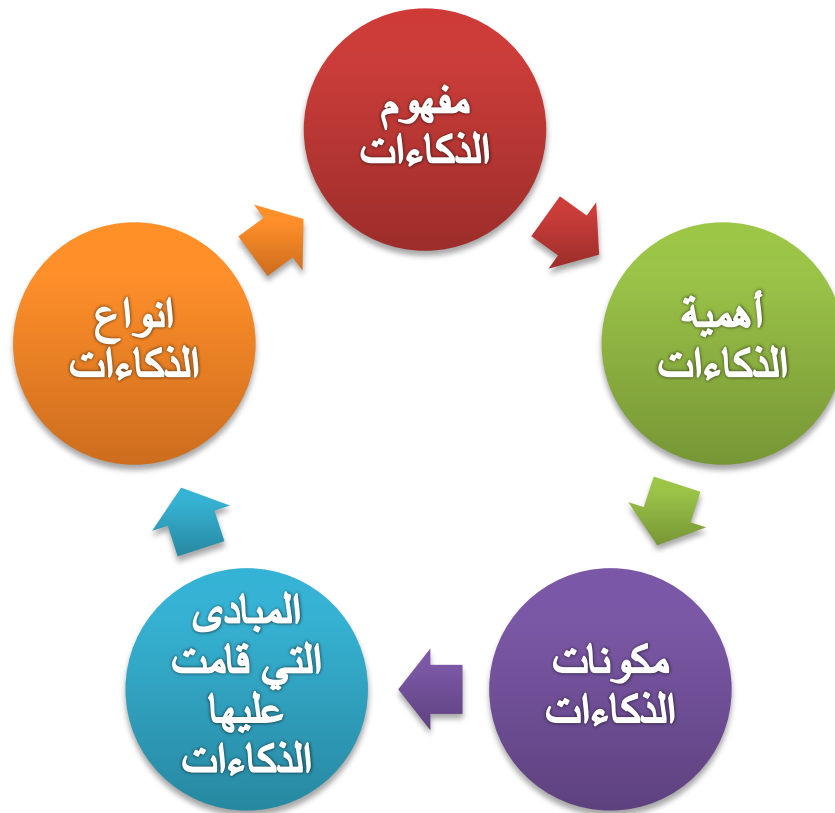 مفهوم
الذكاءات
أهمية
الذكاءات
مكونات
الذكاءات
المبادى
التي قامت
عليها
الذكاءات
انواع
الذكاءات